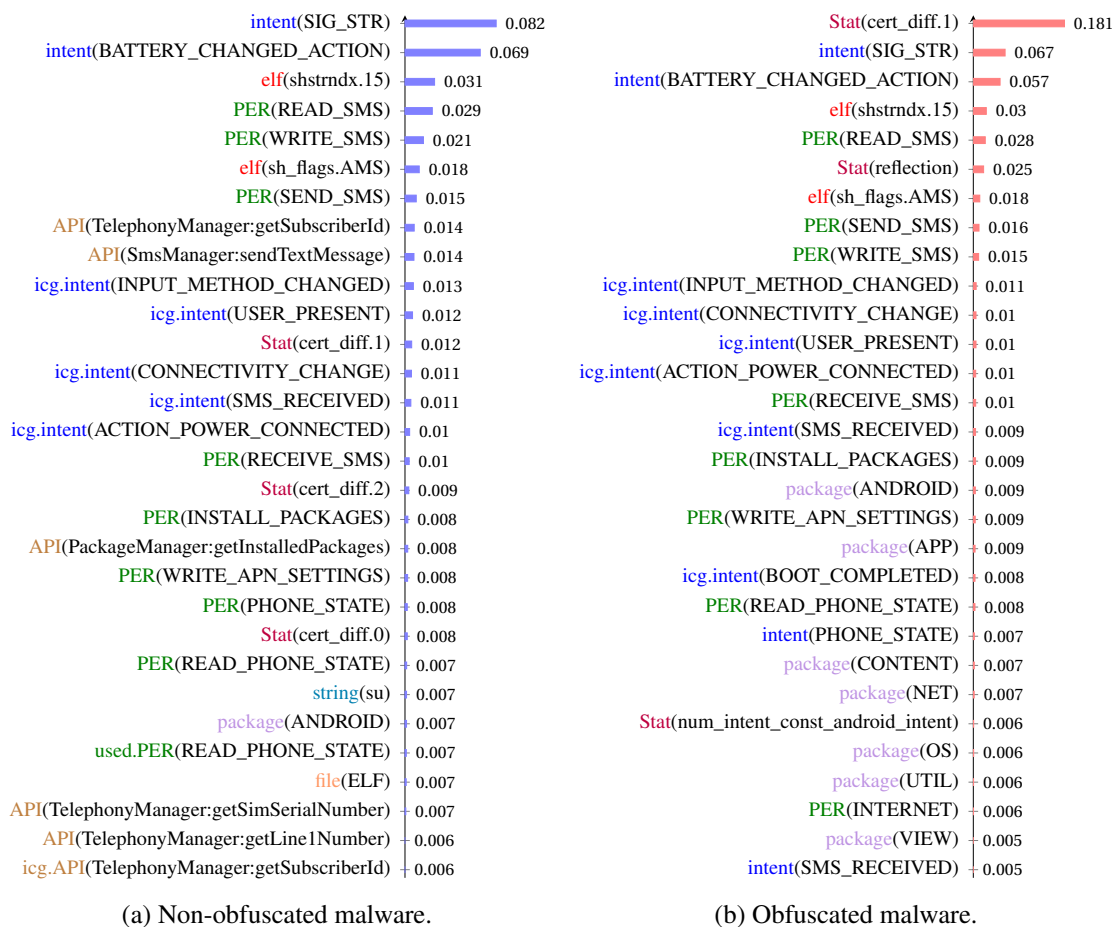 intent(SIG_STR) 0.082
intent(BATTERY_CHANGED_ACTION) 0.069
elf(shstrndx.15) 0.031
PER(READ_SMS) 0.029
PER(WRITE_SMS) 0.021
elf(sh_flags.AMS) 0.018
PER(SEND_SMS) 0.015
API(TelephonyManager:getSubscriberId) 0.014
API(SmsManager:sendTextMessage) 0.014
icg.intent(INPUT_METHOD_CHANGED) 0.013
icg.intent(USER_PRESENT) 0.012
Stat(cert_diff.1) 0.012
icg.intent(CONNECTIVITY_CHANGE) 0.011
icg.intent(SMS_RECEIVED) 0.011
icg.intent(ACTION_POWER_CONNECTED) 0.01
PER(RECEIVE_SMS) 0.01
Stat(cert_diff.2) 0.009
PER(INSTALL_PACKAGES) 0.008
API(PackageManager:getInstalledPackages) 0.008
PER(WRITE_APN_SETTINGS) 0.008
PER(PHONE_STATE) 0.008
Stat(cert_diff.0) 0.008
PER(READ_PHONE_STATE) 0.007
string(su) 0.007
package(ANDROID) 0.007
used.PER(READ_PHONE_STATE) 0.007
file(ELF) 0.007
API(TelephonyManager:getSimSerialNumber) 0.007
API(TelephonyManager:getLine1Number) 0.006
icg.API(TelephonyManager:getSubscriberId) 0.006
(a) Non-obfuscated malware.
Stat(cert_diff.1) 0.181
intent(SIG_STR) 0.067
intent(BATTERY_CHANGED_ACTION) 0.057
elf(shstrndx.15) 0.03
PER(READ_SMS) 0.028
Stat(reflection) 0.025
elf(sh_flags.AMS) 0.018
PER(SEND_SMS) 0.016
PER(WRITE_SMS) 0.015
icg.intent(INPUT_METHOD_CHANGED) 0.011
icg.intent(CONNECTIVITY_CHANGE) 0.01
icg.intent(USER_PRESENT) 0.01
icg.intent(ACTION_POWER_CONNECTED) 0.01
PER(RECEIVE_SMS) 0.01
icg.intent(SMS_RECEIVED) 0.009
PER(INSTALL_PACKAGES) 0.009
package(ANDROID) 0.009
PER(WRITE_APN_SETTINGS) 0.009
package(APP) 0.009
icg.intent(BOOT_COMPLETED) 0.008
PER(READ_PHONE_STATE) 0.008
intent(PHONE_STATE) 0.007
package(CONTENT) 0.007
package(NET) 0.007
Stat(num_intent_const_android_intent) 0.006
package(OS) 0.006
package(UTIL) 0.006
PER(INTERNET) 0.006
package(VIEW) 0.005
intent(SMS_RECEIVED) 0.005
(b) Obfuscated malware.